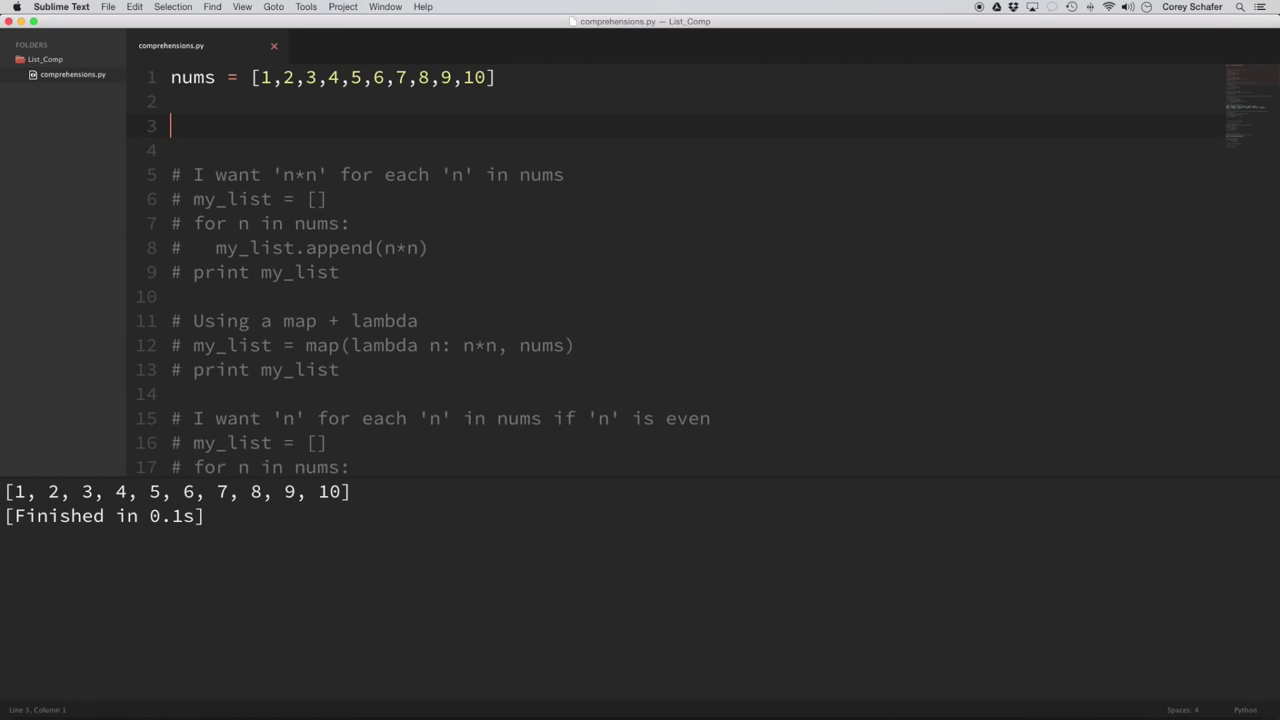 Sublime Text File Edit Selection Find View Goto Tools Project Window Help Corey Schafer
comprehensions.py — List_Comp
FOLDERS
List_Comp
comprehensions.py
comprehensions.py
1 nums = [1,2,3,4,5,6,7,8,9,10]
2
3
4
5 # I want 'n*n' for each 'n' in nums
6 # my_list = []
7 # for n in nums:
8 #   my_list.append(n*n)
9 # print my_list
10
11 # Using a map + lambda
12 # my_list = map(lambda n: n*n, nums)
13 # print my_list
14
15 # I want 'n' for each 'n' in nums if 'n' is even
16 # my_list = []
17 # for n in nums:
[1, 2, 3, 4, 5, 6, 7, 8, 9, 10]
[Finished in 0.1s]
Line 3, Column 1 Spaces: 4 Python